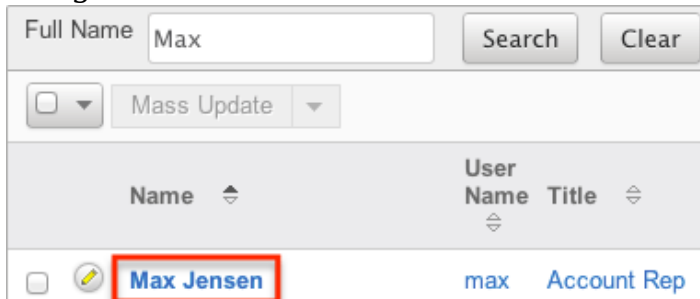 Full Name Max Search Clear
Mass Update
User
Name Name Title
Max Jensen max Account Rep